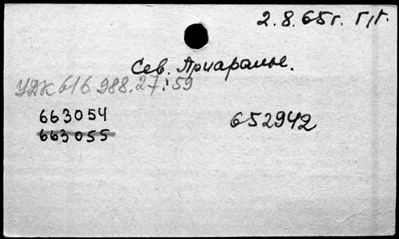 2.8.65г. Г,г.
Сев. Приаралье.
УДК 616.988.27:59
663054 652942
663055